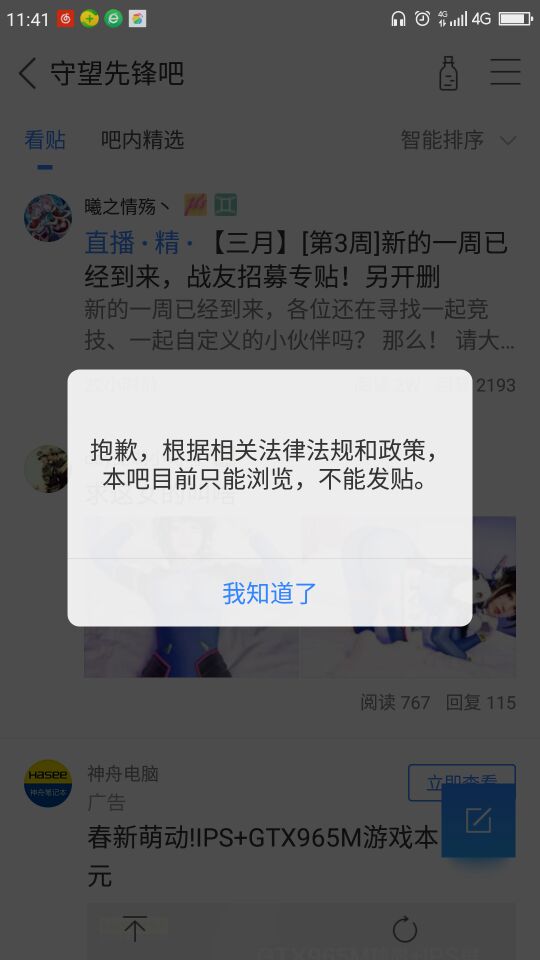 11:41
4G 4G
守望先锋吧
看贴 吧内精选 智能排序
曦之情殇丶
直播·精·【三月】[第3周]新的一周已
经到来，战友招募专贴！另开删
新的一周已经到来，各位还在寻找一起竞
技、一起自定义的小伙伴吗？ 那么！ 请大...
2193
抱歉，根据相关法律法规和政策，
本吧目前只能浏览，不能发贴。
我知道了
阅读 767 回复 115
Hasee
神舟笔记本
神舟电脑
立即查看
广告
春新萌动!IPS+GTX965M游戏本
元